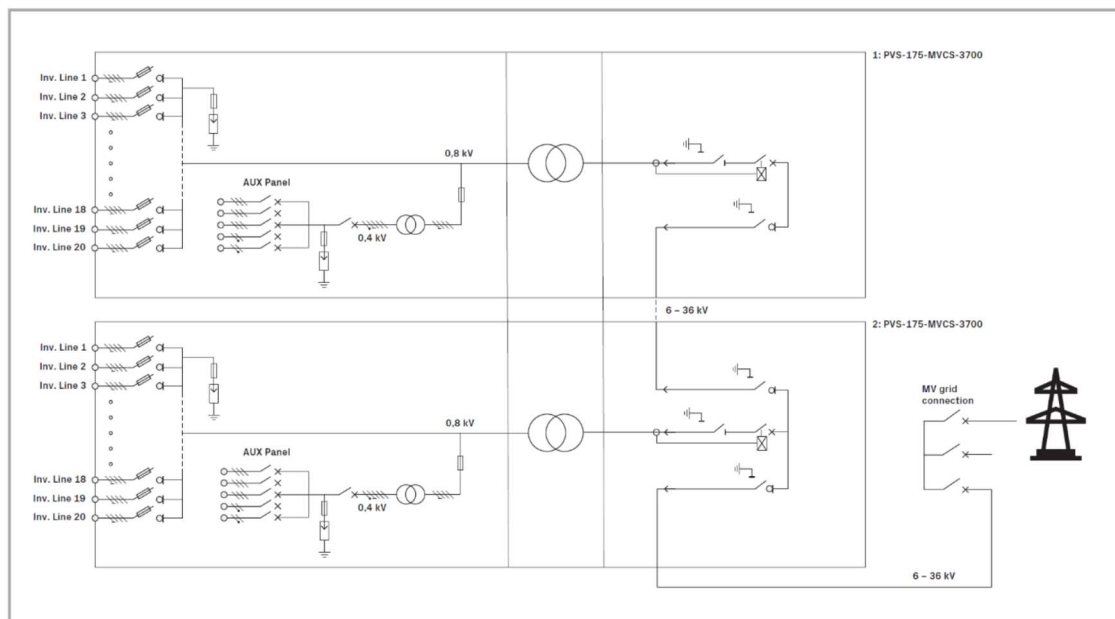 1: PVS-175-MVCS-3700
Inv. Line 1
Inv. Line 2
Inv. Line 3
0,8 kV
AUX Panel
Inv. Line 18
Inv. Line 19
Inv. Line 20
0,4 kV
6 – 36 kV
2: PVS-175-MVCS-3700
Inv. Line 1
Inv. Line 2
Inv. Line 3
MV grid
connection
0,8 kV
AUX Panel
Inv. Line 18
Inv. Line 19
Inv. Line 20
0,4 kV
6 – 36 kV